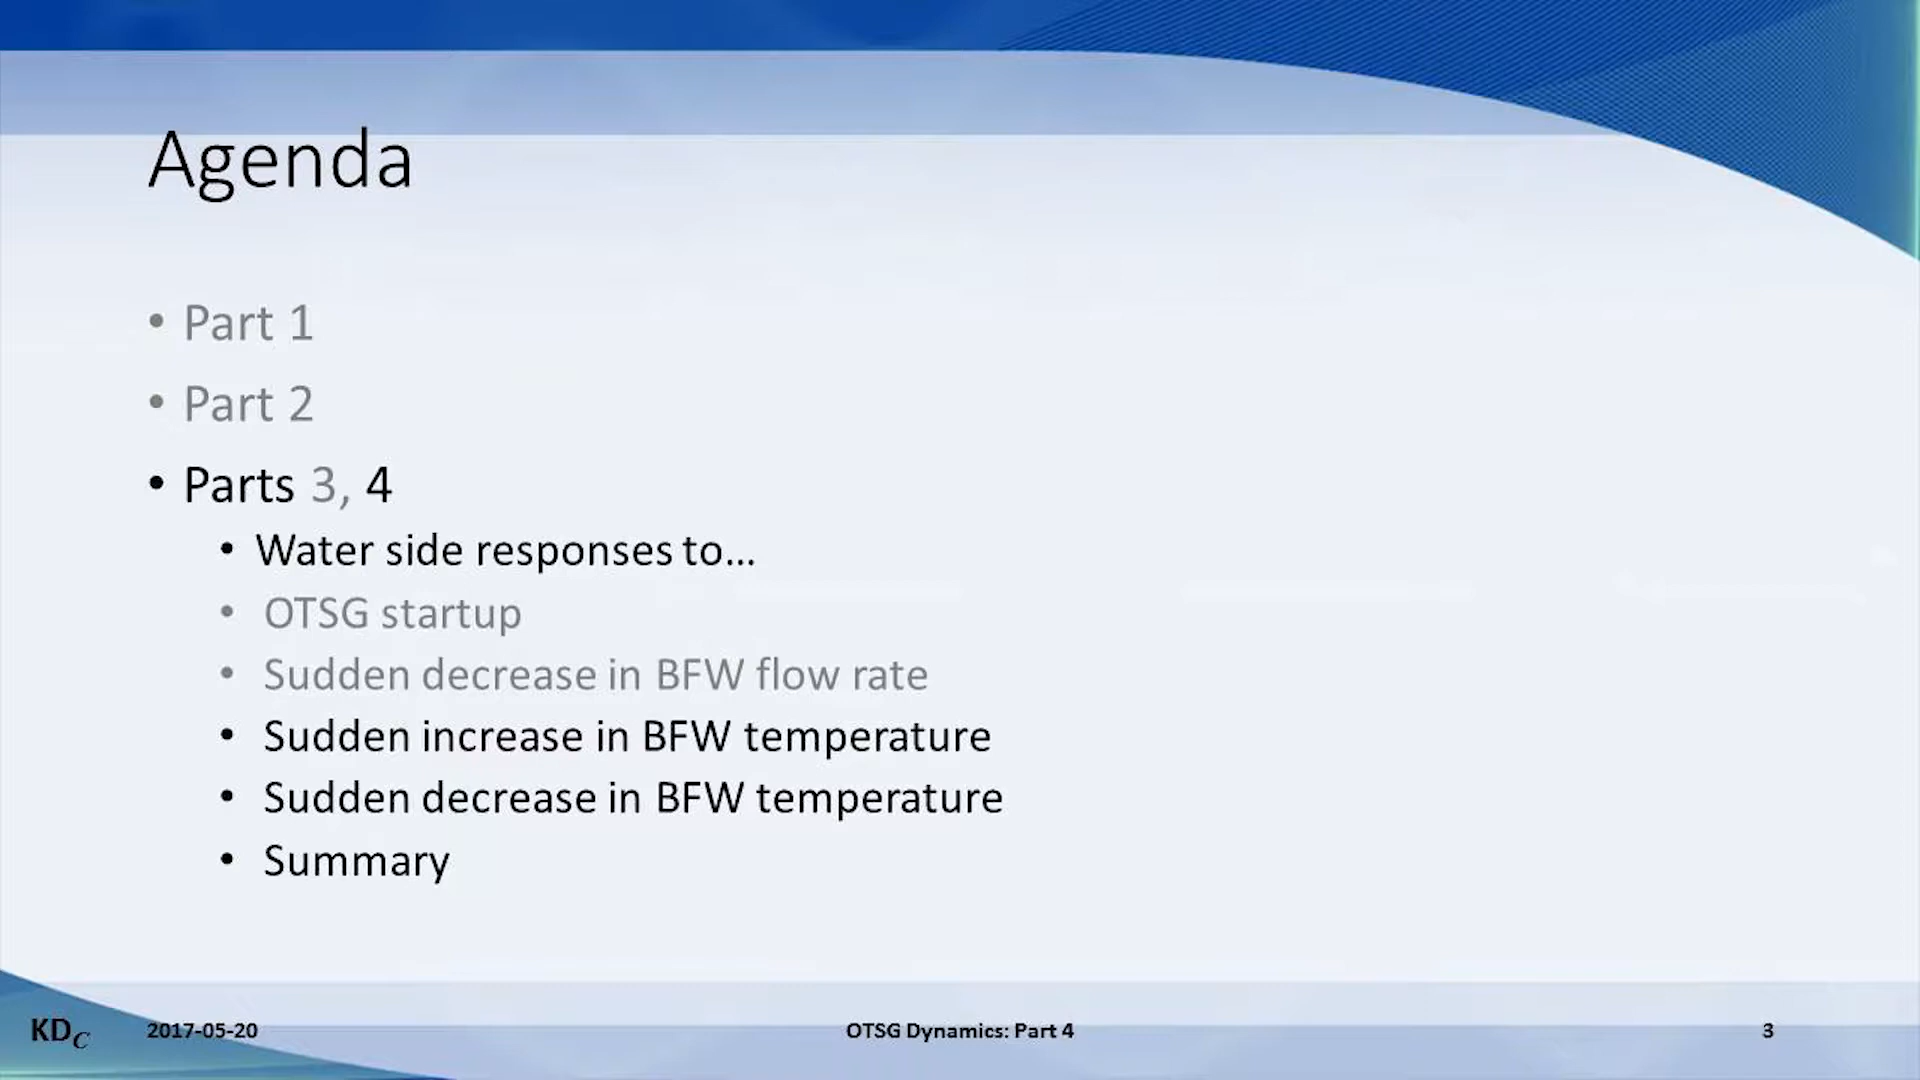 Agenda
• Part 1
• Part 2
• Parts 3, 4
• Water side responses to...
• OTSG startup
• Sudden decrease in BFW flow rate
• Sudden increase in BFW temperature
• Sudden decrease in BFW temperature
• Summary
KDC 2017-05-20 OTSG Dynamics: Part 4 3